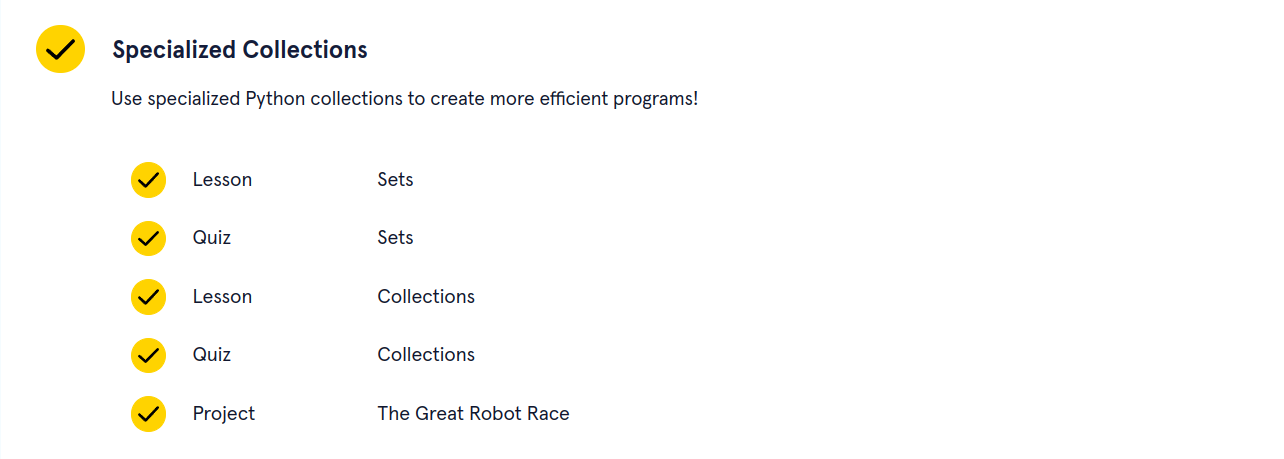 Specialized Collections
Use specialized Python collections to create more efficient programs!
Lesson Sets
Quiz Sets
Lesson Collections
Quiz Collections
Project The Great Robot Race